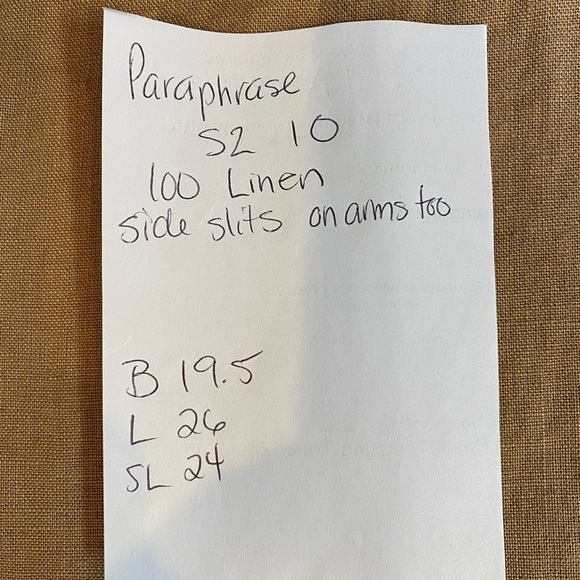 Paraphrase
SZ 10
100 Linen
side slits on arms too
B 19.5
L 26
SL 24